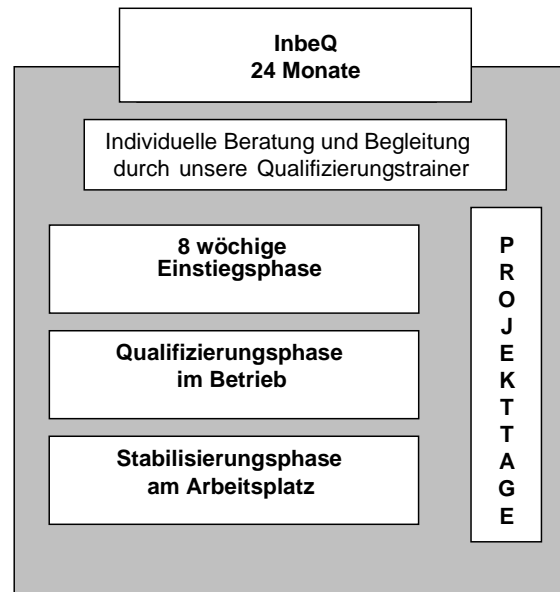 InbeQ
24 Monate
Individuelle Beratung und Begleitung
durch unsere Qualifizierungstrainer
8 wöchige
Einstiegsphase
Qualifizierungsphase
im Betrieb
Stabilisierungsphase
am Arbeitsplatz
P
R
O
J
E
K
T
T
A
G
E